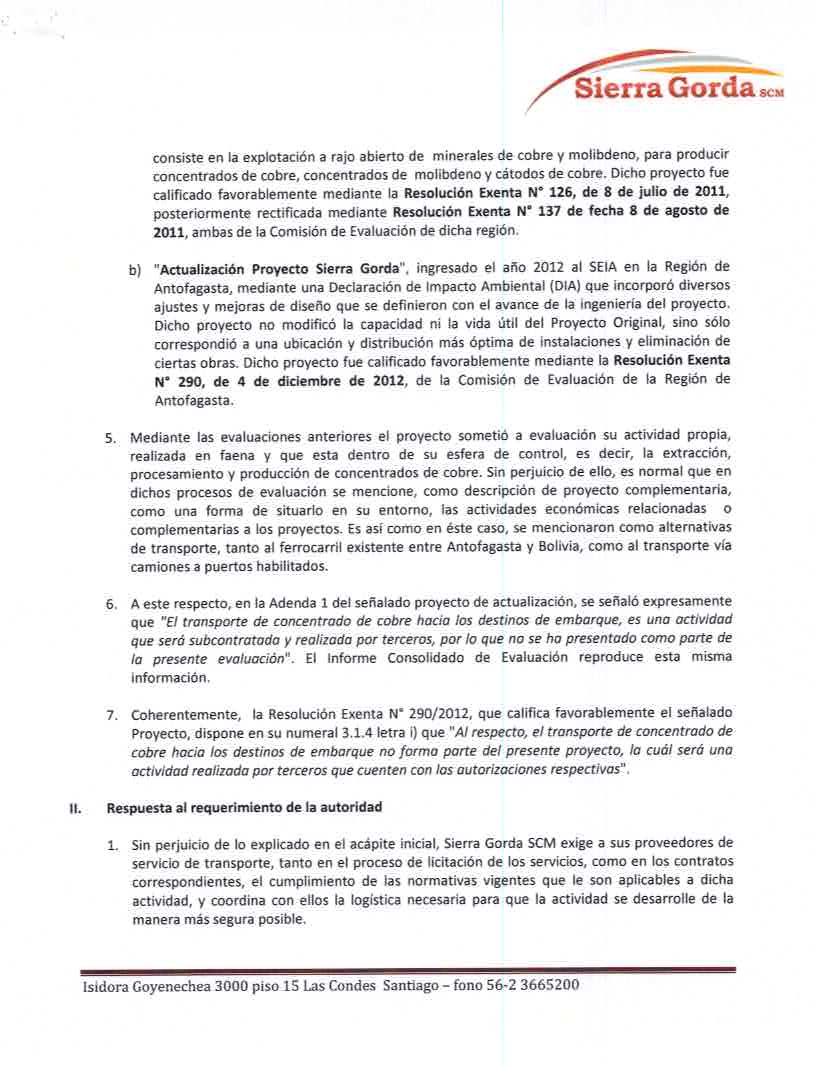 Sierra Gorda SCM
consiste en la explotación a rajo abierto de minerales de cobre y molibdeno, para producir
concentrados de cobre, concentrados de molibdeno y cátodos de cobre. Dicho proyecto fue
calificado favorablemente mediante la Resolución Exenta N° 126, de 8 de julio de 2011,
posteriormente rectificada mediante Resolución Exenta N° 137 de fecha 8 de agosto de
2011, ambas de la Comisión de Evaluación de dicha región.
b) "Actualización Proyecto Sierra Gorda", ingresado el año 2012 al SEIA en la Región de
Antofagasta, mediante una Declaración de Impacto Ambiental (DIA) que incorporó diversos
ajustes y mejoras de diseño que se definieron con el avance de la ingeniería del proyecto.
Dicho proyecto no modificó la capacidad ni la vida útil del Proyecto Original, sino sólo
correspondió a una ubicación y distribución más óptima de instalaciones y eliminación de
ciertas obras. Dicho proyecto fue calificado favorablemente mediante la Resolución Exenta
N° 290, de 4 de diciembre de 2012, de la Comisión de Evaluación de la Región de
Antofagasta.
5. Mediante las evaluaciones anteriores el proyecto sometió a evaluación su actividad propia,
realizada en faena y que esta dentro de su esfera de control, es decir, la extracción,
procesamiento y producción de concentrados de cobre. Sin perjuicio de ello, es normal que en
dichos procesos de evaluación se mencione, como descripción de proyecto complementaria,
como una forma de situarlo en su entorno, las actividades económicas relacionadas o
complementarias a los proyectos. Es así como en éste caso, se mencionaron como alternativas
de transporte, tanto al ferrocarril existente entre Antofagasta y Bolivia, como al transporte vía
camiones a puertos habilitados.
6. A este respecto, en la Adenda 1 del señalado proyecto de actualización, se señaló expresamente
que "El transporte de concentrado de cobre hacia los destinos de embarque, es una actividad
que será subcontratada y realizada por terceros, por lo que no se ha presentado como parte de
la presente evaluación". El Informe Consolidado de Evaluación reproduce esta misma
información.
7. Coherentemente, la Resolución Exenta N° 290/2012, que califica favorablemente el señalado
Proyecto, dispone en su numeral 3.1.4 letra i) que "Al respecto, el transporte de concentrado de
cobre hacia los destinos de embarque no forma parte del presente proyecto, la cuál será una
actividad realizada por terceros que cuenten con las autorizaciones respectivas".
II. Respuesta al requerimiento de la autoridad
1. Sin perjuicio de lo explicado en el acápite inicial, Sierra Gorda SCM exige a sus proveedores de
servicio de transporte, tanto en el proceso de licitación de los servicios, como en los contratos
correspondientes, el cumplimiento de las normativas vigentes que le son aplicables a dicha
actividad, y coordina con ellos la logística necesaria para que la actividad se desarrolle de la
manera más segura posible.
Isidora Goyenechea 3000 piso 15 Las Condes Santiago – fono 56-2 3665200